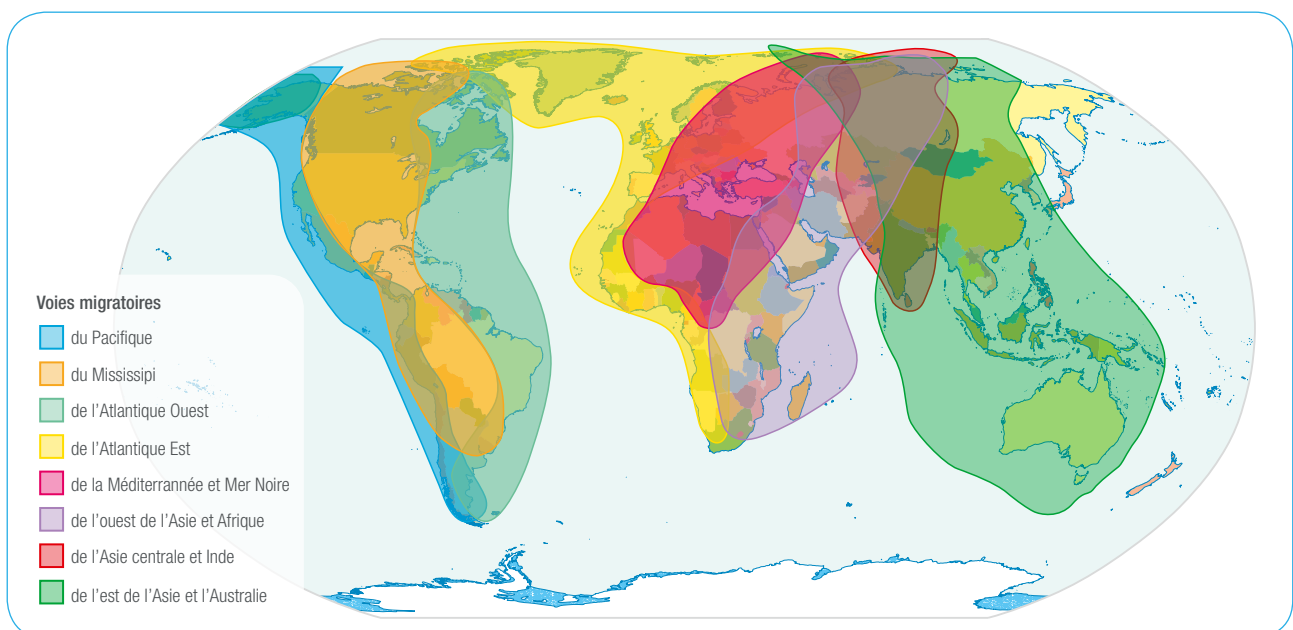 Voies migratoires
du Pacifique
du Mississipi
de l'Atlantique Ouest
de l'Atlantique Est
de la Méditerrannée et Mer Noire
de l'ouest de l'Asie et Afrique
de l'Asie centrale et Inde
de l'est de l'Asie et l'Australie